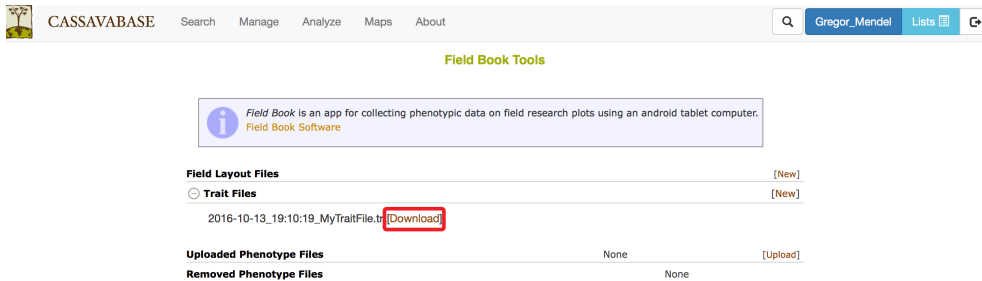 CASSAVABASE Search Manage Analyze Maps About Gregor_Mendel Lists
Field Book Tools
Field Book is an app for collecting phenotypic data on field research plots using an android tablet computer.
Field Book Software
Field Layout Files [New]
Trait Files [New]
2016-10-13_19:10:19_MyTraitFile.tr [Download]
Uploaded Phenotype Files None [Upload]
Removed Phenotype Files None